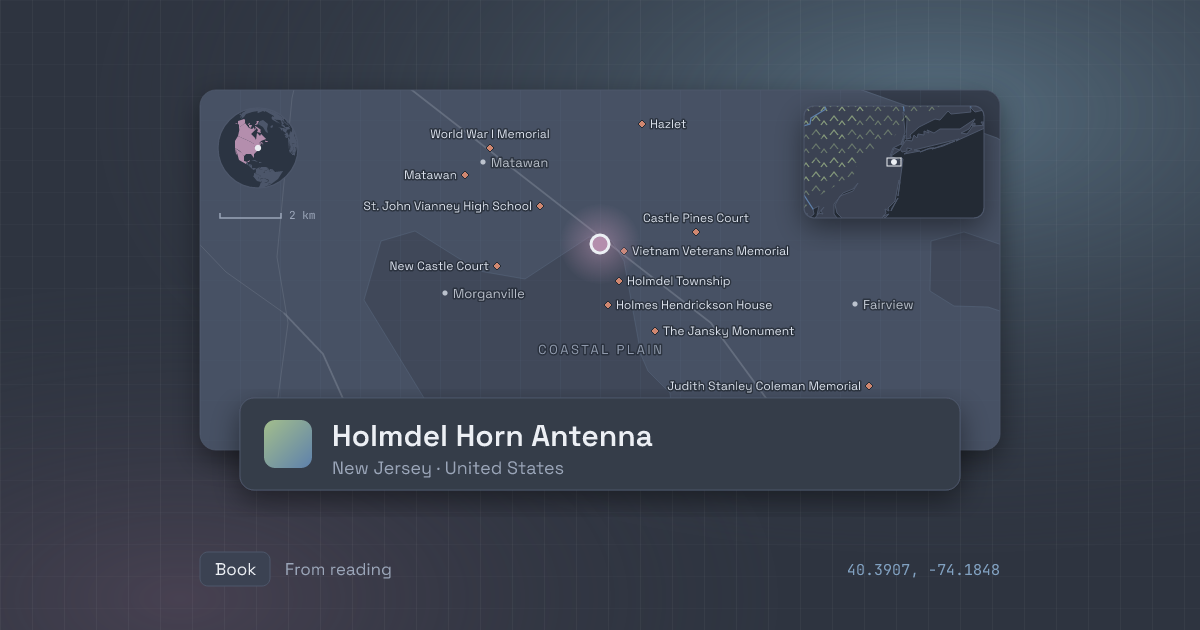 Hazlet
World War I Memorial
Matawan
Matawan
St. John Vianney High School
2 km
Castle Pines Court
Vietnam Veterans Memorial
New Castle Court
Holmdel Township
Morganville
Holmes Hendrickson House
Fairview
The Jansky Monument
COASTAL PLAIN
Judith Stanley Coleman Memorial
Holmdel Horn Antenna
New Jersey · United States
Book
From reading
40.3907, -74.1848